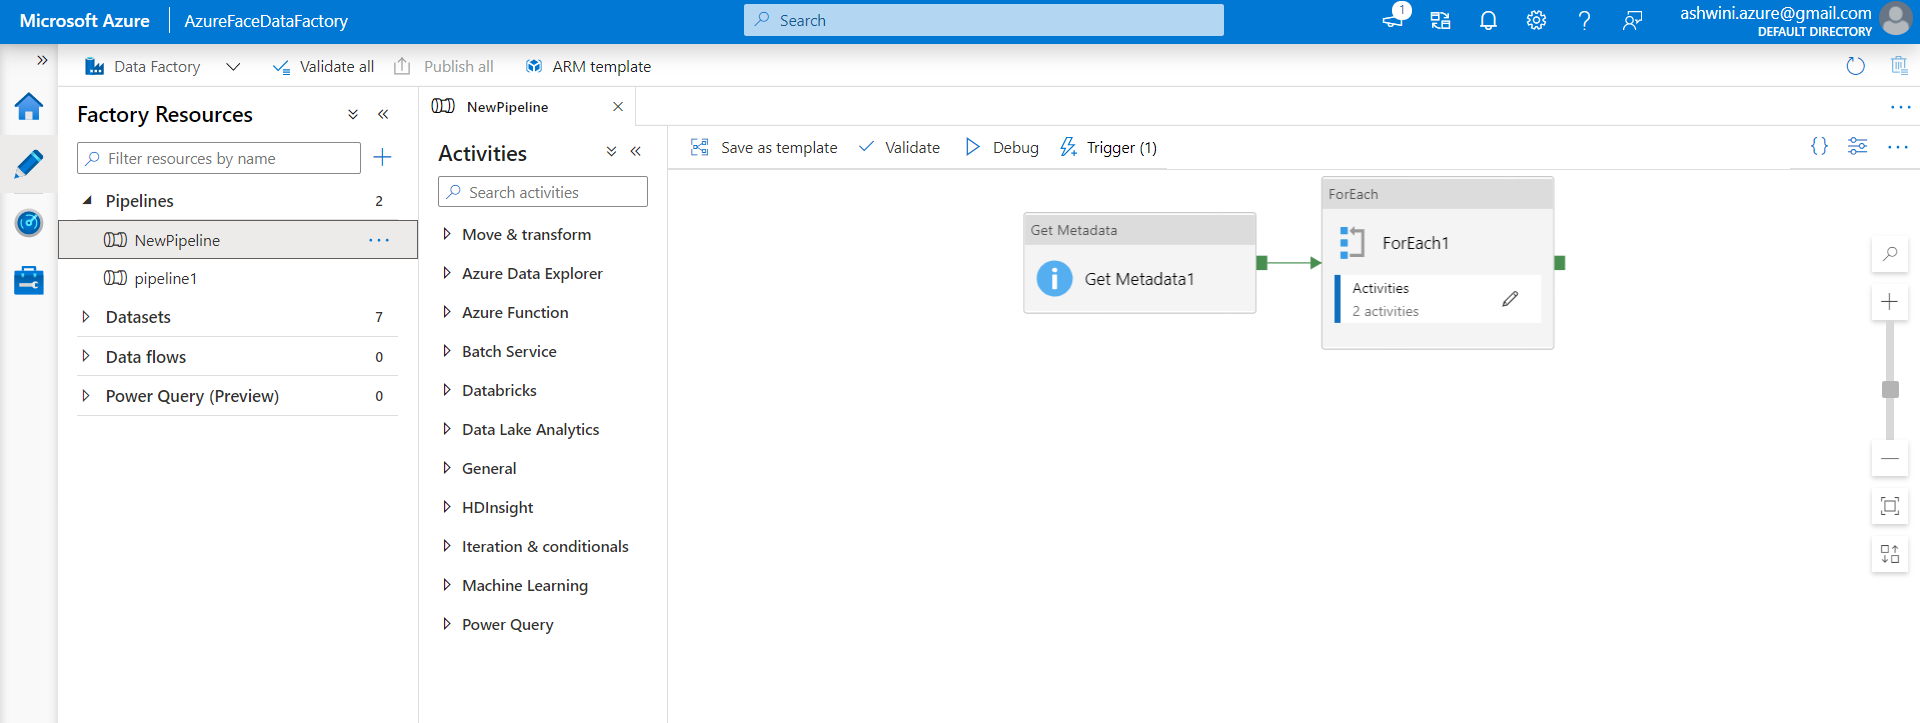 Microsoft Azure
AzureFaceDataFactory
Search
1
ashwini.azure@gmail.com
DEFAULT DIRECTORY
Data Factory
Validate all
Publish all
ARM template
Factory Resources
Filter resources by name
Pipelines 2
NewPipeline
pipeline1
Datasets 7
Data flows 0
Power Query (Preview) 0
NewPipeline
Activities
Search activities
Move & transform
Azure Data Explorer
Azure Function
Batch Service
Databricks
Data Lake Analytics
General
HDInsight
Iteration & conditionals
Machine Learning
Power Query
Save as template
Validate
Debug
Trigger (1)
{}
Get Metadata
Get Metadata1
ForEach
ForEach1
Activities
2 activities